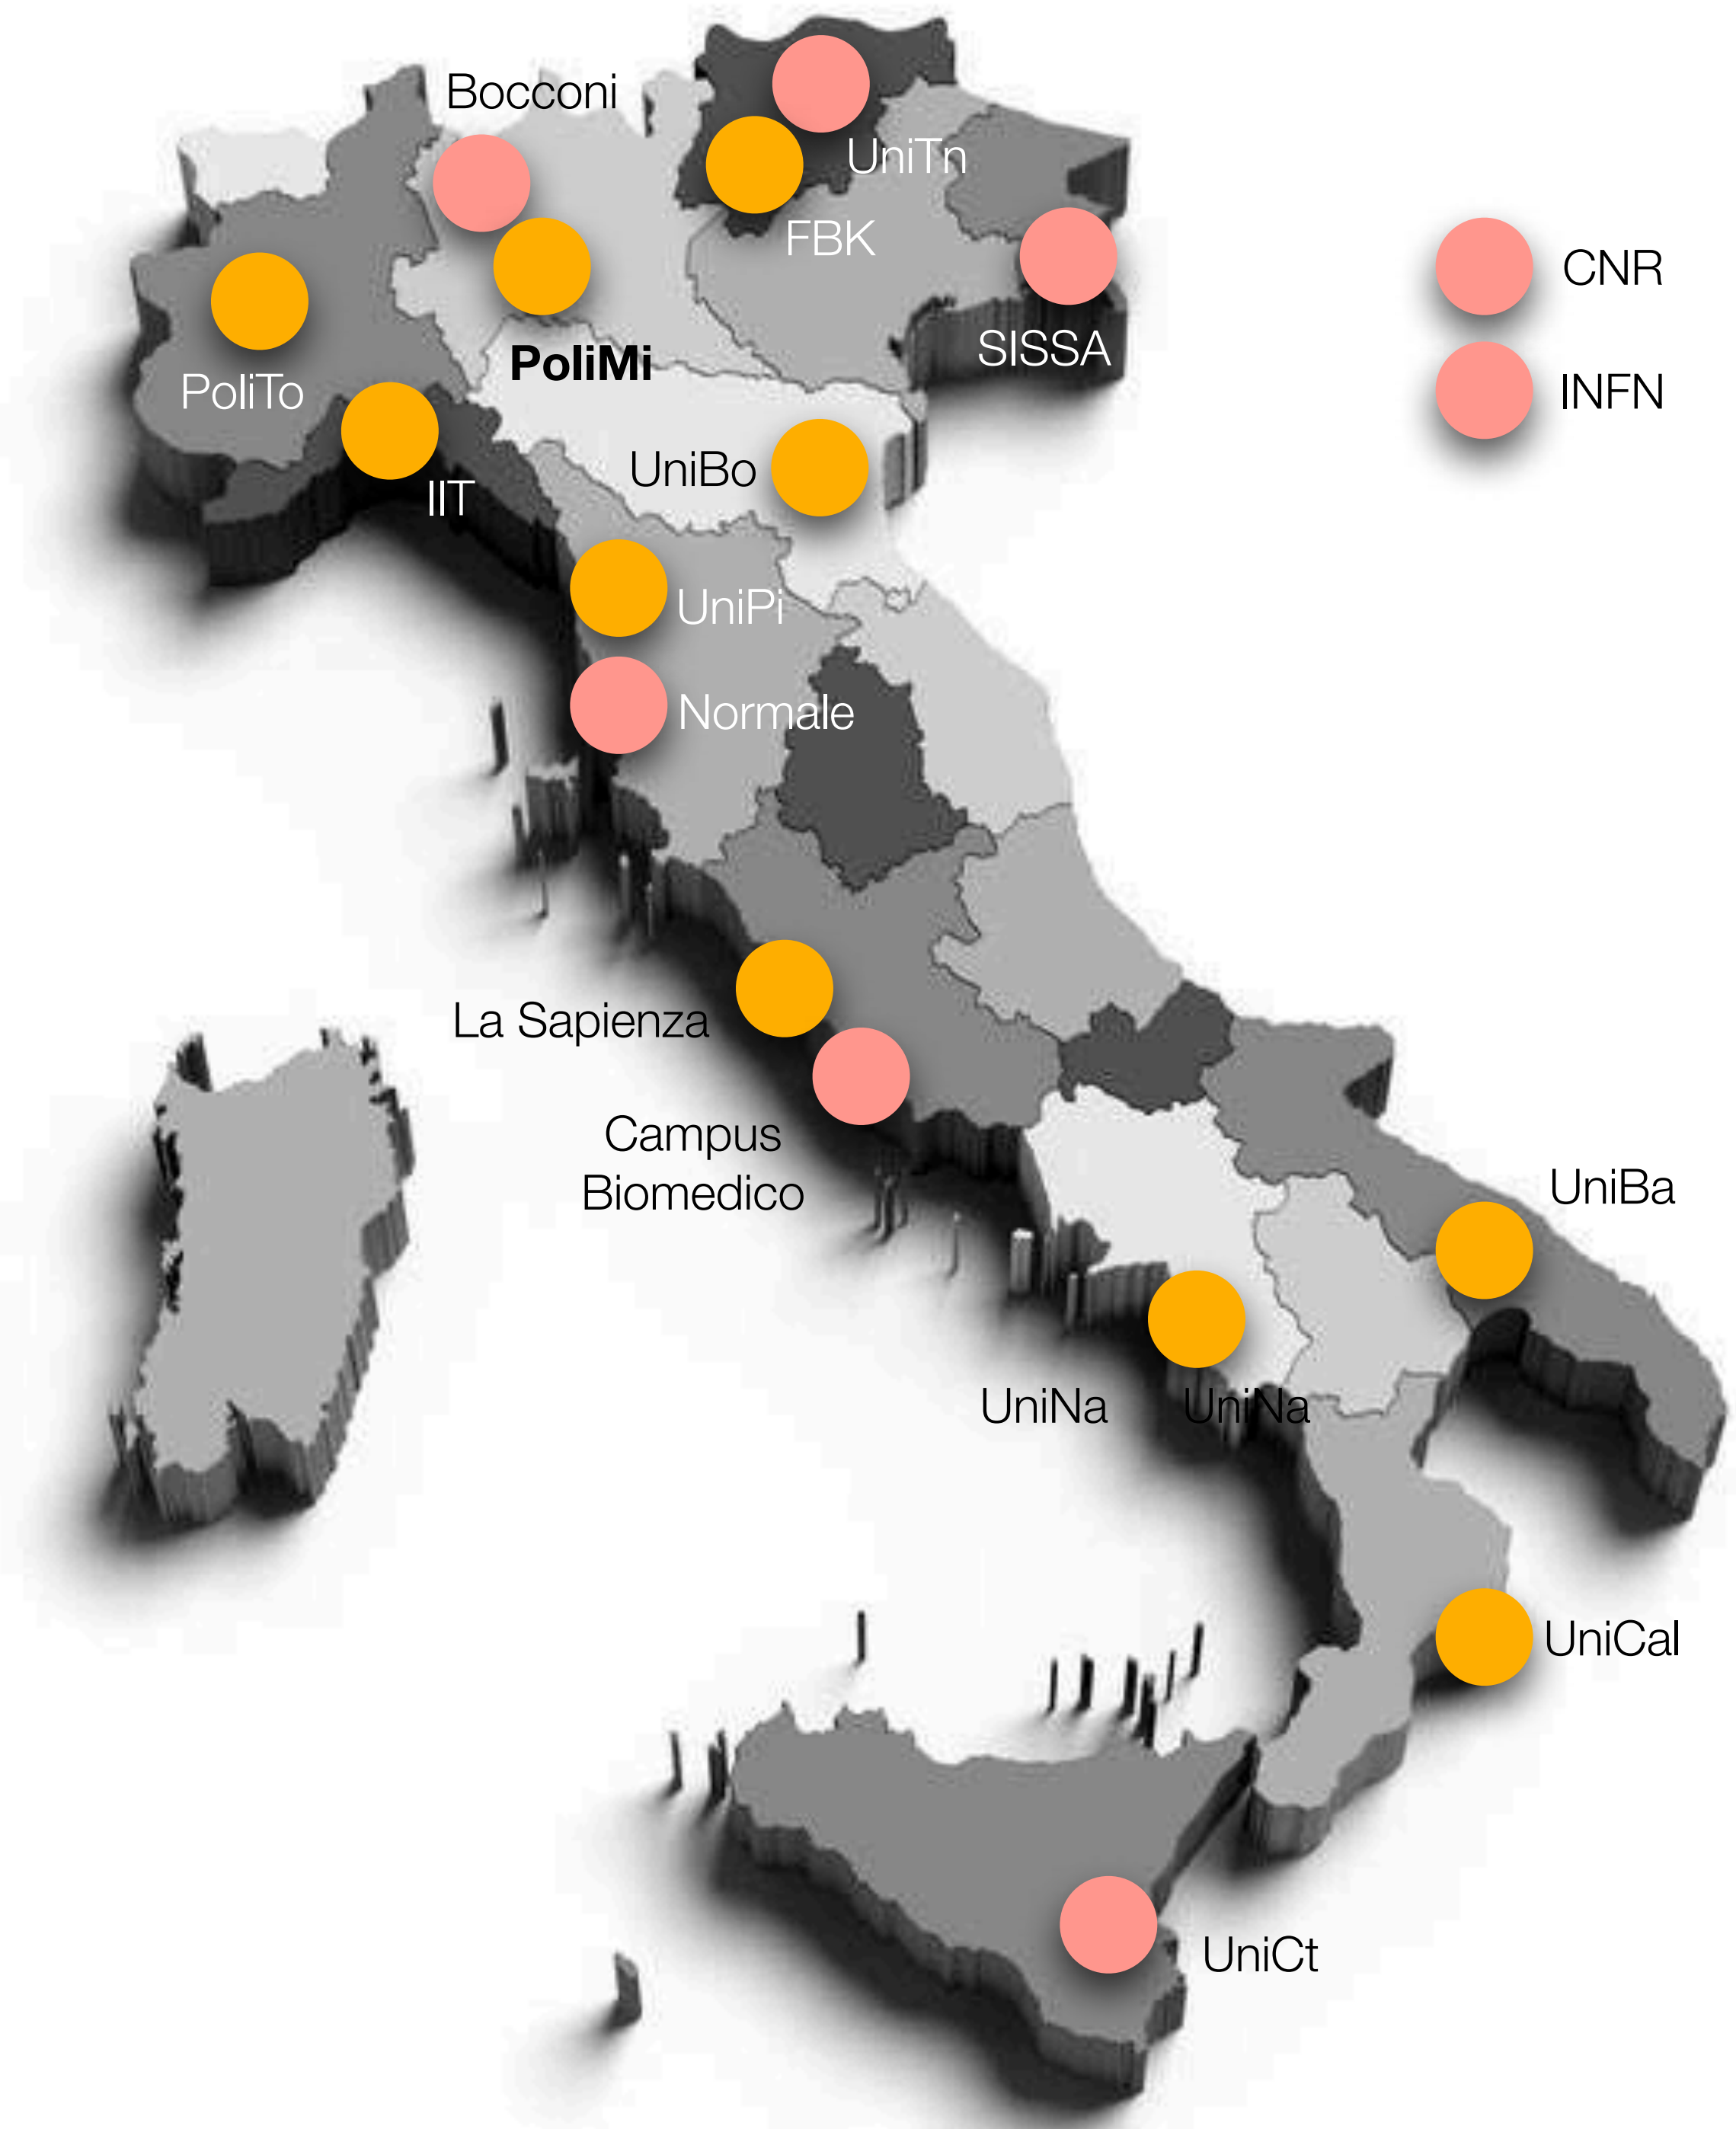 Bocconi
UniTn
FBK
CNR
SISSA
PoliMi
PoliTo
INFN
UniBo
IIT
UniPi
Normale
La Sapienza
Campus
Biomedico
UniBa
UniNa
UniNa
UniCal
UniCt